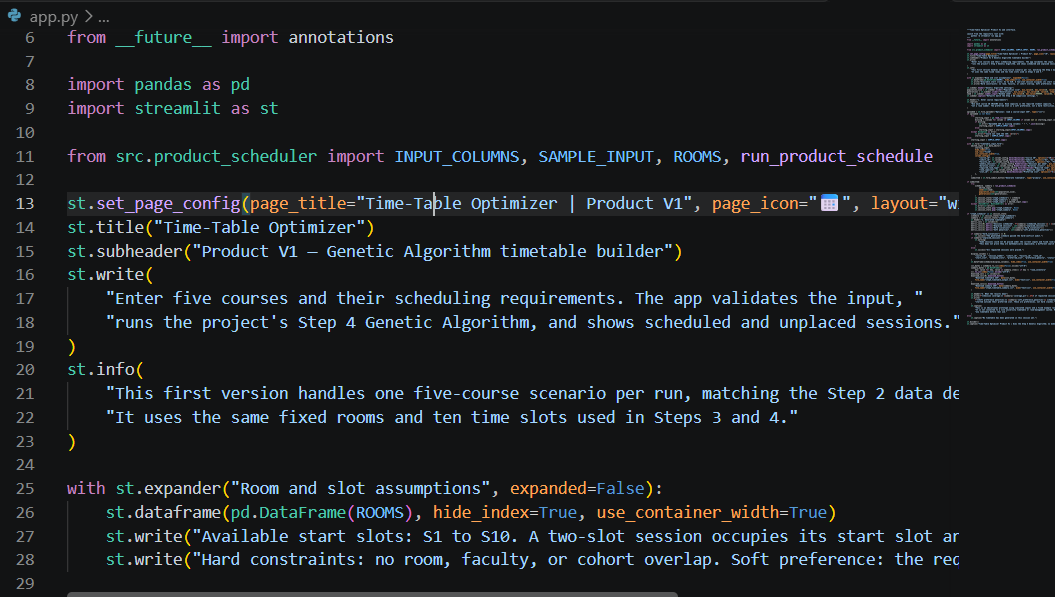 app.py > ...
6 from __future__ import annotations
7
8 import pandas as pd
9 import streamlit as st
10
11 from src.product_scheduler import INPUT_COLUMNS, SAMPLE_INPUT, ROOMS, run_product_schedule
12
13 st.set_page_config(page_title="Time-Table Optimizer | Product V1", page_icon="📅", layout="w
14 st.title("Time-Table Optimizer")
15 st.subheader("Product V1 — Genetic Algorithm timetable builder")
16 st.write(
17 "Enter five courses and their scheduling requirements. The app validates the input, "
18 "runs the project's Step 4 Genetic Algorithm, and shows scheduled and unplaced sessions."
19 )
20 st.info(
21 "This first version handles one five-course scenario per run, matching the Step 2 data de
22 "It uses the same fixed rooms and ten time slots used in Steps 3 and 4."
23 )
24
25 with st.expander("Room and slot assumptions", expanded=False):
26 st.dataframe(pd.DataFrame(ROOMS), hide_index=True, use_container_width=True)
27 st.write("Available start slots: S1 to S10. A two-slot session occupies its start slot an
28 st.write("Hard constraints: no room, faculty, or cohort overlap. Soft preference: the rec
29